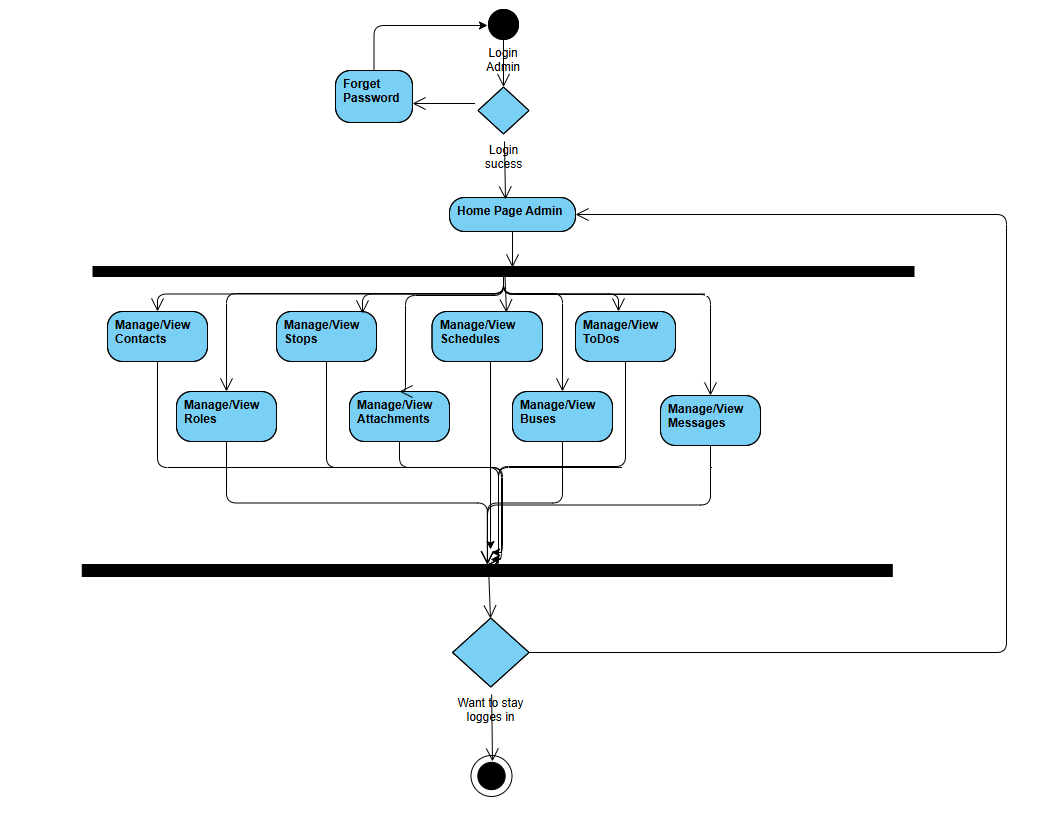 Login
Admin
Forget
Password
Login
sucess
Home Page Admin
Manage/View
Contacts
Manage/View
Stops
Manage/View
Schedules
Manage/View
ToDos
Manage/View
Roles
Manage/View
Attachments
Manage/View
Buses
Manage/View
Messages
Want to stay
logges in